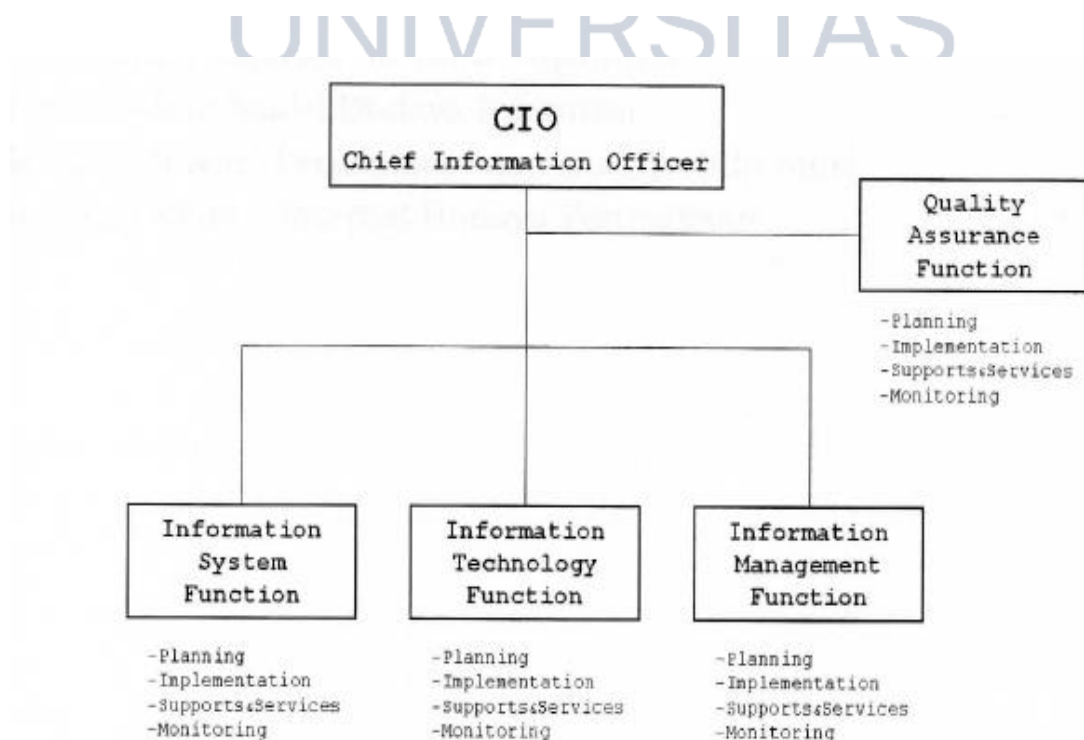 UNIVERSITAS
CIO
Chief Information Officer
Quality
Assurance
Function
-Planning
-Implementation
-Supports&Services
-Monitoring
Information
System
Function
-Planning
-Implementation
-Supports&Services
-Monitoring
Information
Technology
Function
-Planning
-Implementation
-Supports&Services
-Monitoring
Information
Management
Function
-Planning
-Implementation
-Supports&Services
-Monitoring